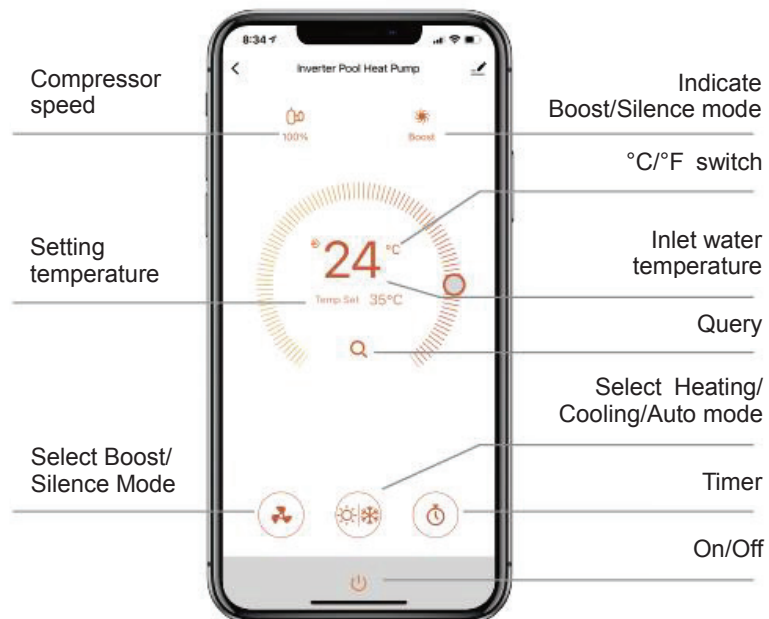 8:34
Inverter Pool Heat Pump
Compressor
speed
Indicate
Boost/Silence mode
100%
Boost
°C/°F switch
24 °C
Setting
temperature
Inlet water
temperature
Temp Set 35°C
Query
Select Heating/
Cooling/Auto mode
Select Boost/
Silence Mode
Timer
On/Off